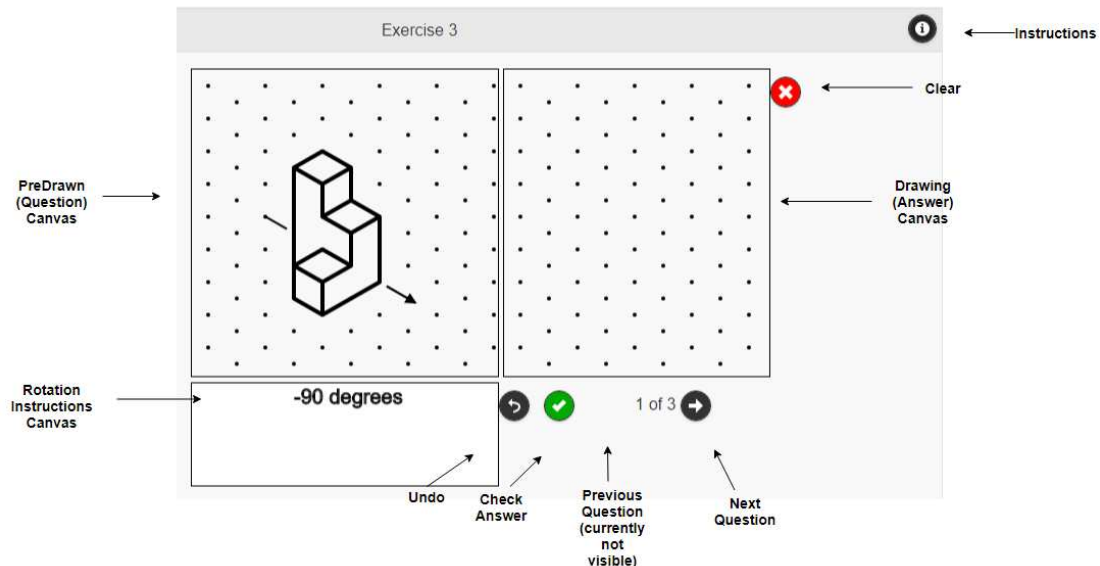 Exercise 3
Instructions
Clear
PreDrawn
(Question)
Canvas
Drawing
(Answer)
Canvas
Rotation
Instructions
Canvas
-90 degrees
1 of 3
Undo
Check
Answer
Previous
Question
(currently
not
visible)
Next
Question